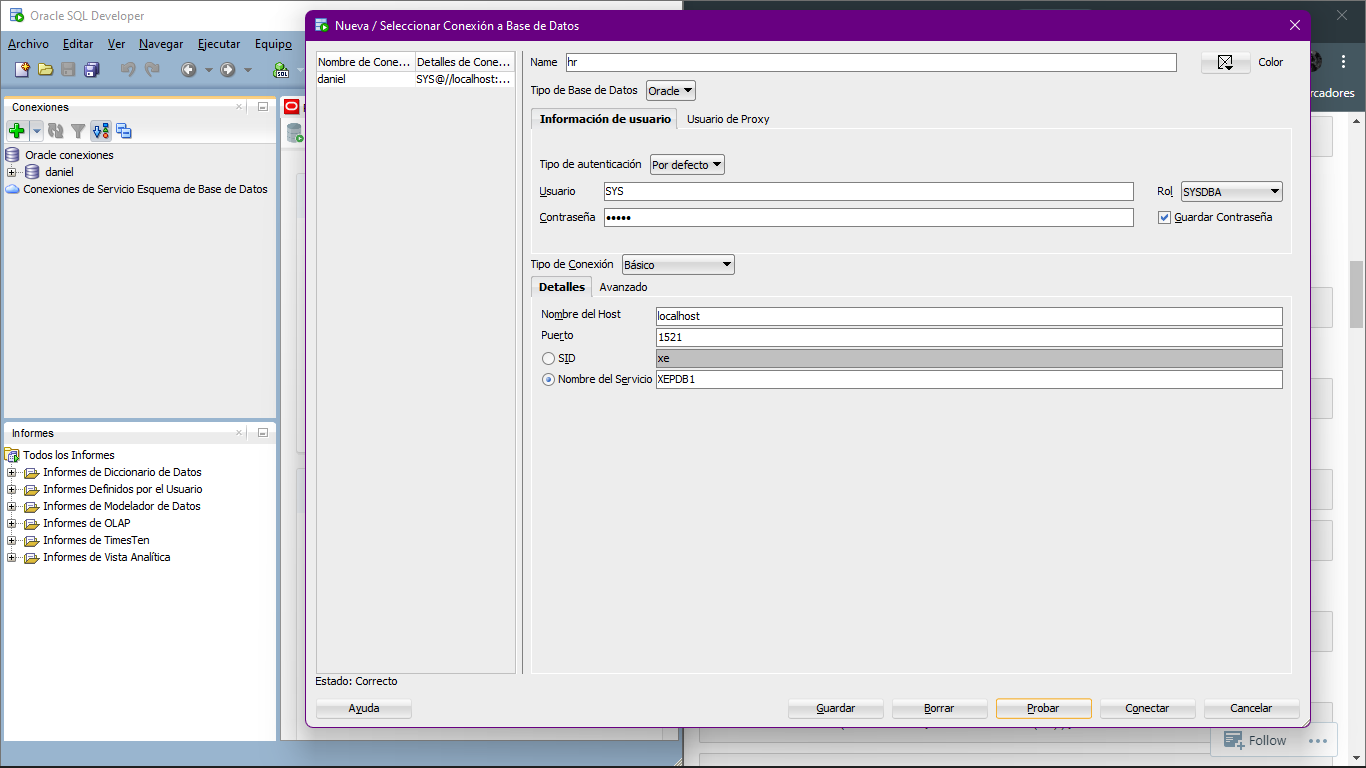 Oracle SQL Developer
Archivo Editar Ver Navegar Ejecutar Equipo
SQL
Conexiones
Oracle conexiones
daniel
Conexiones de Servicio Esquema de Base de Datos
Informes
Todos los Informes
Informes de Diccionario de Datos
Informes Definidos por el Usuario
Informes de Modelador de Datos
Informes de OLAP
Informes de TimesTen
Informes de Vista Analítica
Nueva / Seleccionar Conexión a Base de Datos
Nombre de Cone... Detalles de Cone...
daniel SYS@//localhost:...
Name hr Color
Tipo de Base de Datos Oracle
Información de usuario Usuario de Proxy
Tipo de autenticación Por defecto
Usuario SYS Rol SYSDBA
Contraseña ••••• Guardar Contraseña
Tipo de Conexión Básico
Detalles Avanzado
Nombre del Host localhost
Puerto 1521
SID xe
Nombre del Servicio XEPDB1
Estado: Correcto
Ayuda Guardar Borrar Probar Conectar Cancelar
rcadores
Follow